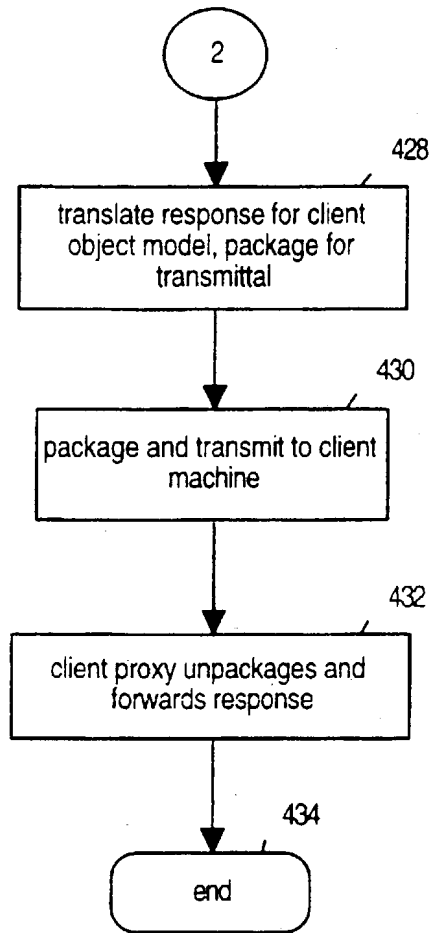 2
428
translate response for client
object model, package for
transmittal
430
package and transmit to client
machine
432
client proxy unpackages and
forwards response
434
end